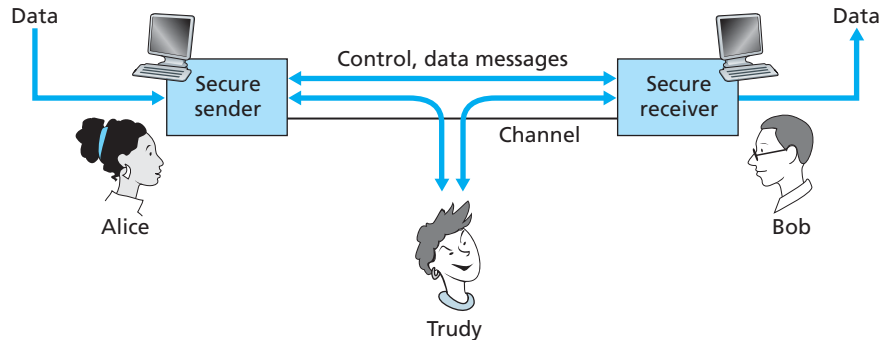 Data
Data
Control, data messages
Secure
sender
Secure
receiver
Channel
Alice
Bob
Trudy